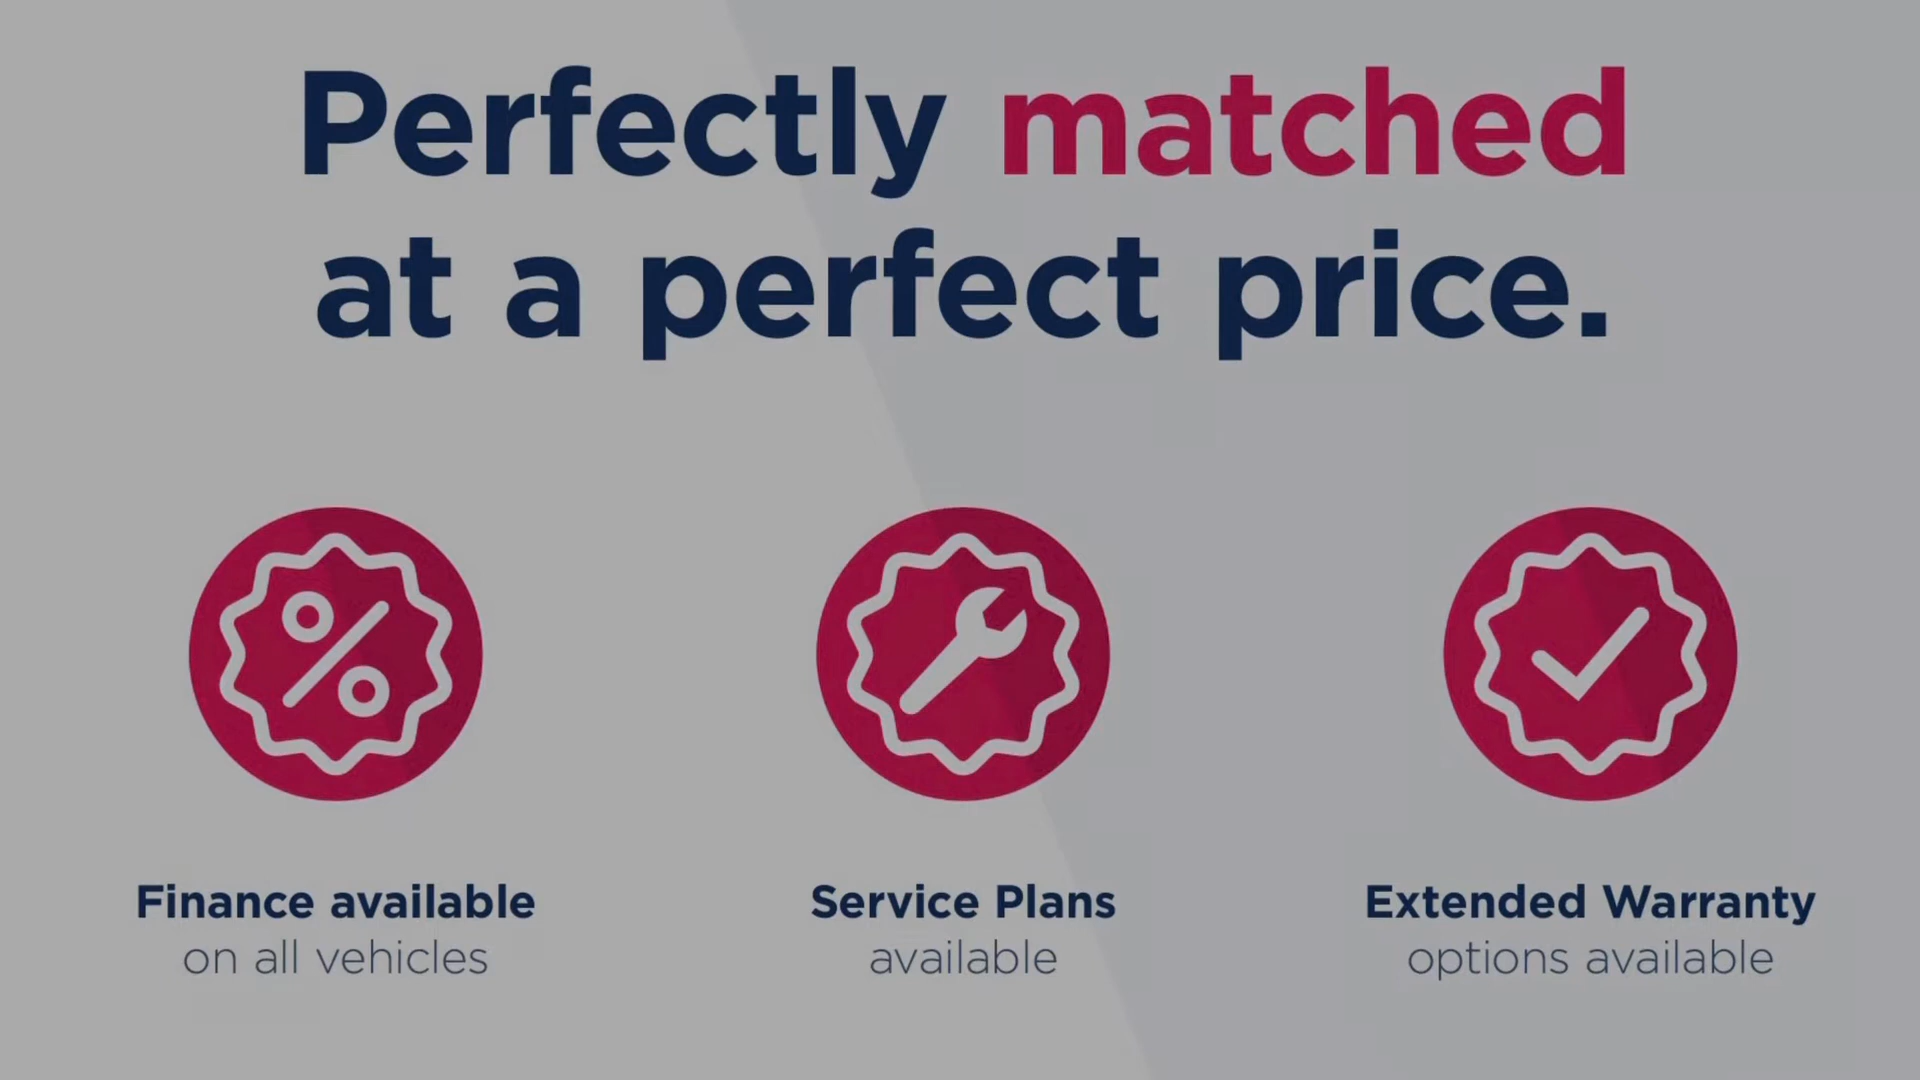 Perfectly matched
at a perfect price.
Finance available
on all vehicles
Service Plans
available
Extended Warranty
options available